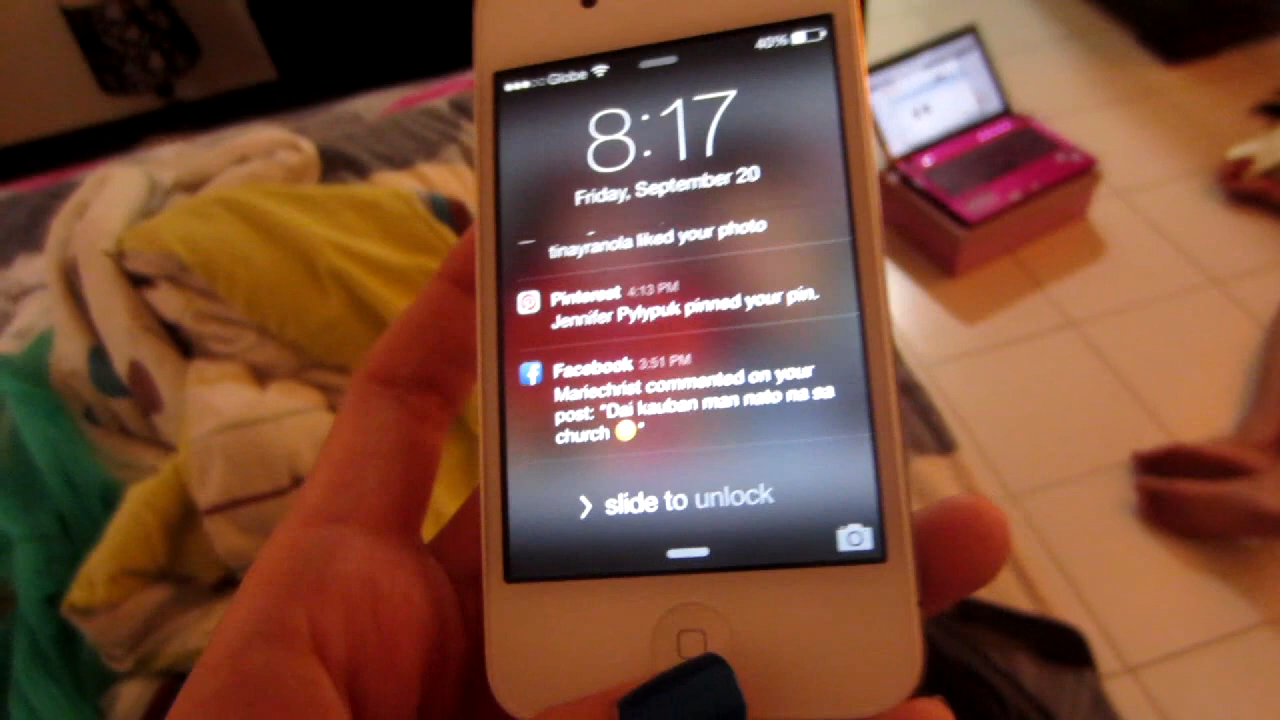 Globe
40%
8:17
Friday, September 20
tinayranola liked your photo
Pinterest 4:13 PM
Jennifer Pylypuk pinned your pin.
Facebook 3:51 PM
Mariechrist commented on your
post: "Dai kauban man nato na sa
church 😊"
slide to unlock